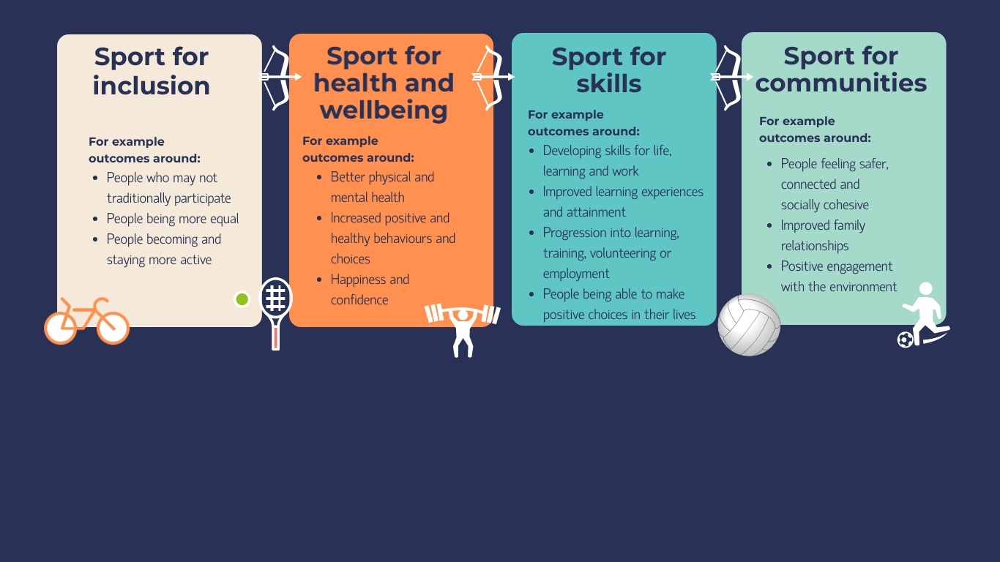 Sport for
inclusion
For example
outcomes around:
• People who may not
traditionally participate
• People being more equal
• People becoming and
staying more active
Sport for
health and
wellbeing
For example
outcomes around:
• Better physical and
mental health
• Increased positive and
healthy behaviours and
choices
• Happiness and
confidence
Sport for
skills
For example
outcomes around:
• Developing skills for life,
learning and work
• Improved learning experiences
and attainment
• Progression into learning,
training, volunteering or
employment
• People being able to make
positive choices in their lives
Sport for
communities
For example
outcomes around:
• People feeling safer,
connected and
socially cohesive
• Improved family
relationships
• Positive engagement
with the environment